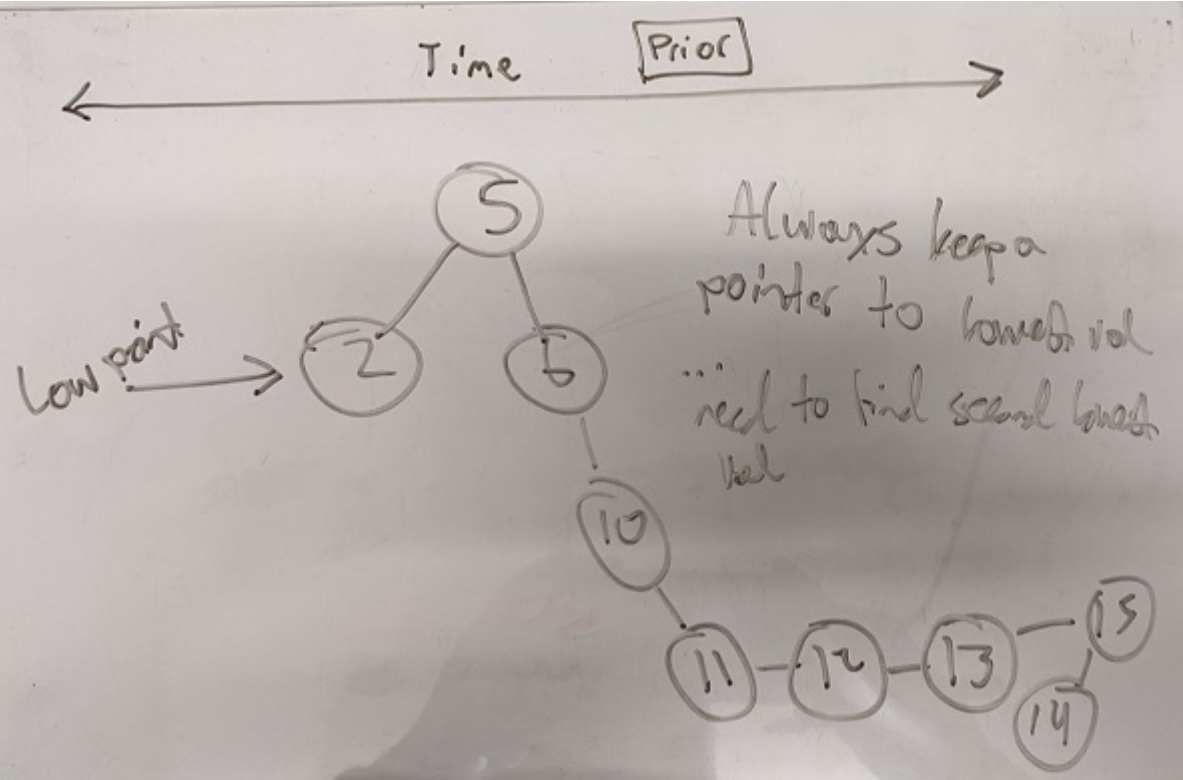 Time
Prior
5
Always keep a
pointer to lowest val
Low point
2
6
...
need to find second lowest
val
10
11
12
13
15
14